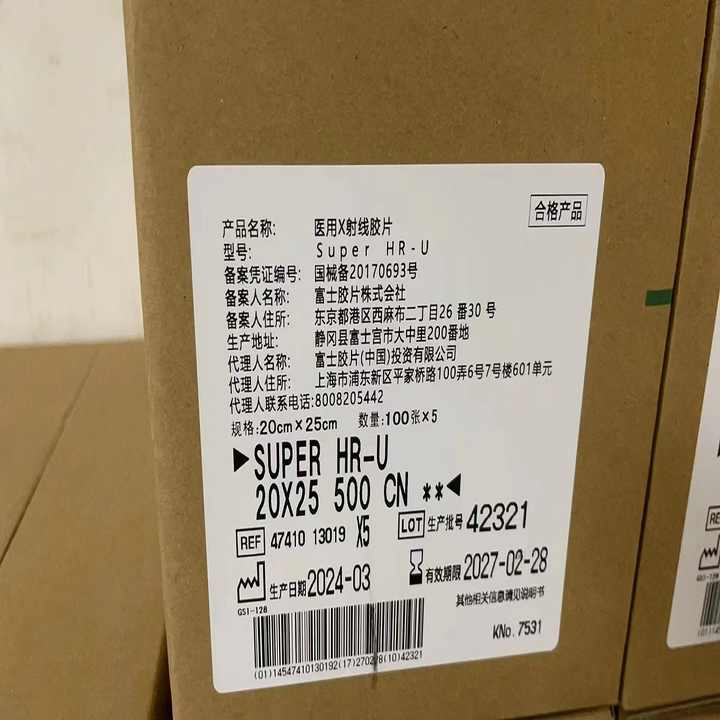 合格产品
产品名称: 医用X射线胶片
型号: Super HR-U
备案凭证编号: 国械备20170693号
备案人名称: 富士胶片株式会社
备案人住所: 东京都港区西麻布二丁目26 番30 号
生产地址: 静冈县富士宫市大中里200番地
代理人名称: 富士胶片(中国)投资有限公司
代理人住所: 上海市浦东新区平家桥路100弄6号7号楼601单元
代理人联系电话:8008205442
规格:20cm×25cm 数量:100张×5
▶SUPER HR-U
20X25 500 CN **◀
REF 47410 13019 X5 LOT 生产批号 42321
生产日期 2024-03 有效期限 2027-02-28
GS1-128 其他相关信息请见说明书
KNo. 7531
(01)14547410130192(17)270228(10)42321